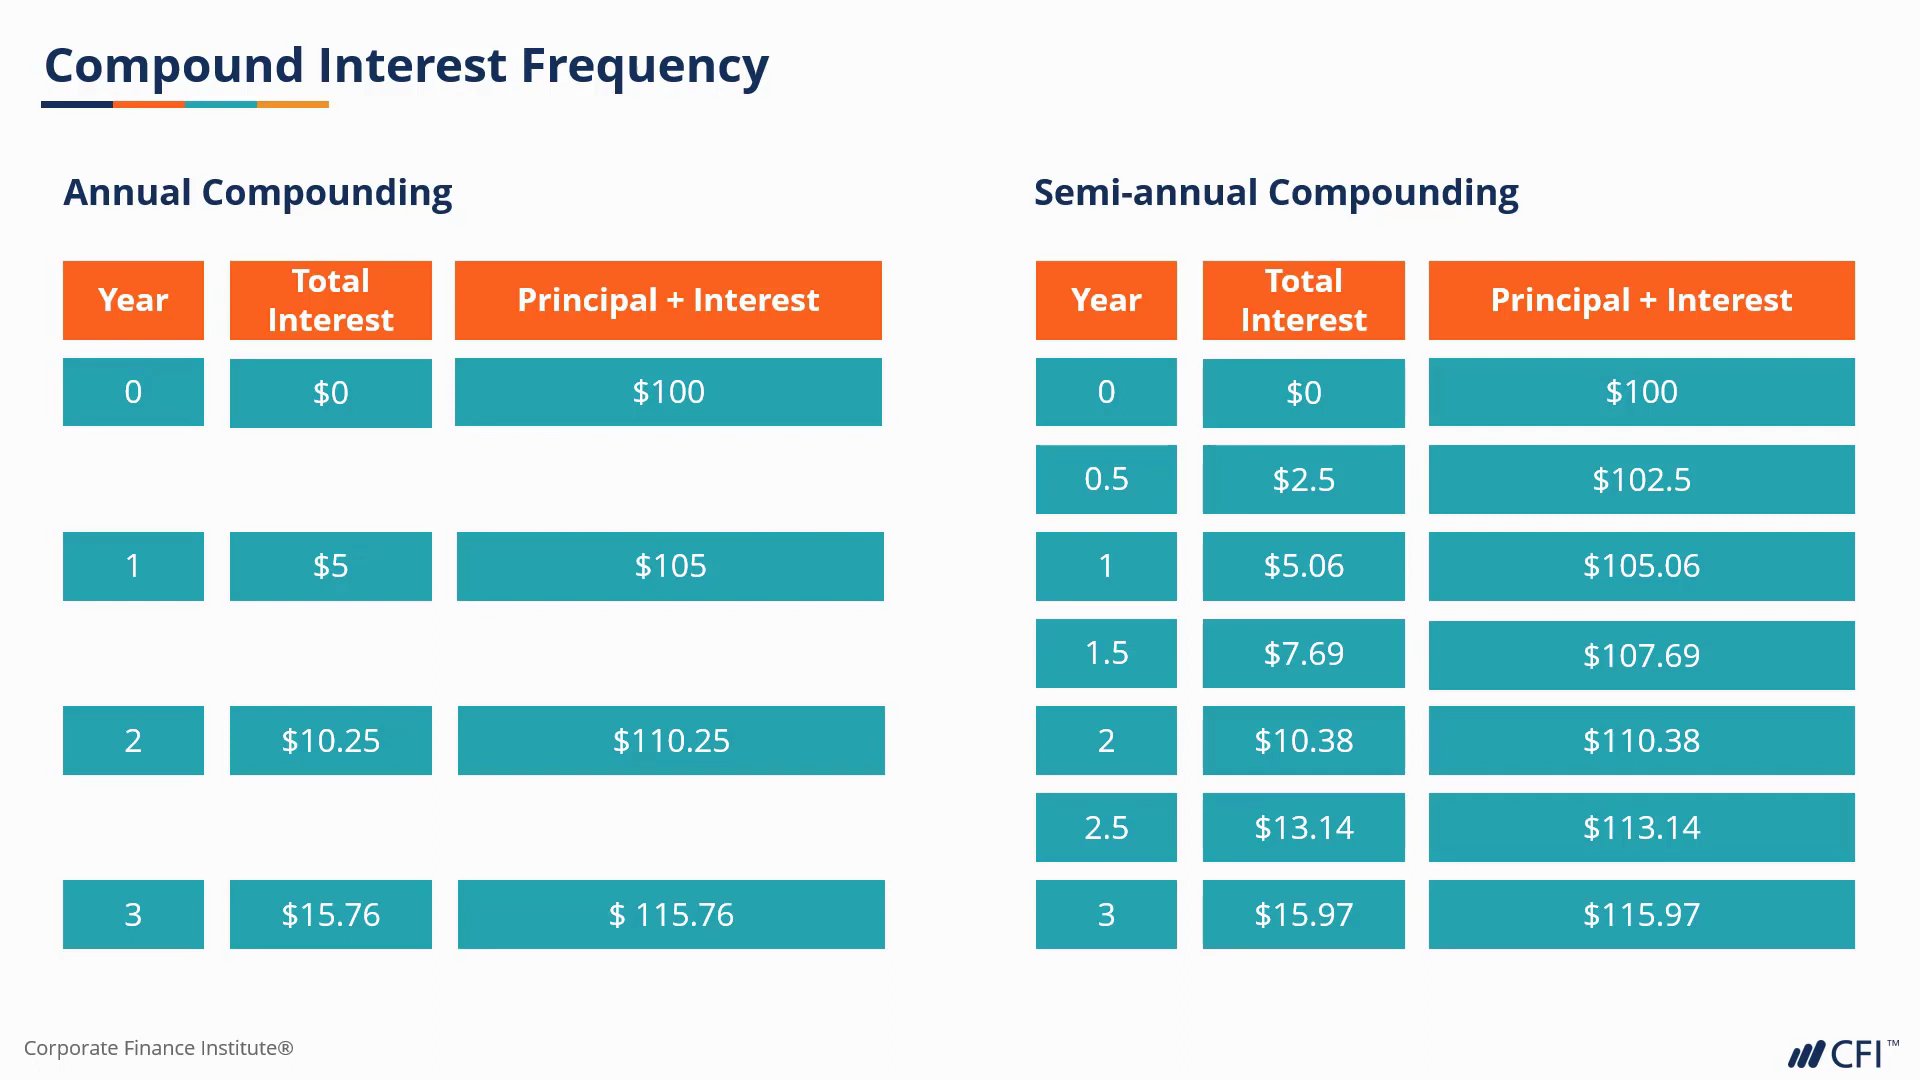 Compound Interest Frequency
Annual Compounding
Year Total Interest Principal + Interest
0 $0 $100
1 $5 $105
2 $10.25 $110.25
3 $15.76 $ 115.76
Semi-annual Compounding
Year Total Interest Principal + Interest
0 $0 $100
0.5 $2.5 $102.5
1 $5.06 $105.06
1.5 $7.69 $107.69
2 $10.38 $110.38
2.5 $13.14 $113.14
3 $15.97 $115.97
Corporate Finance Institute®
CFI™